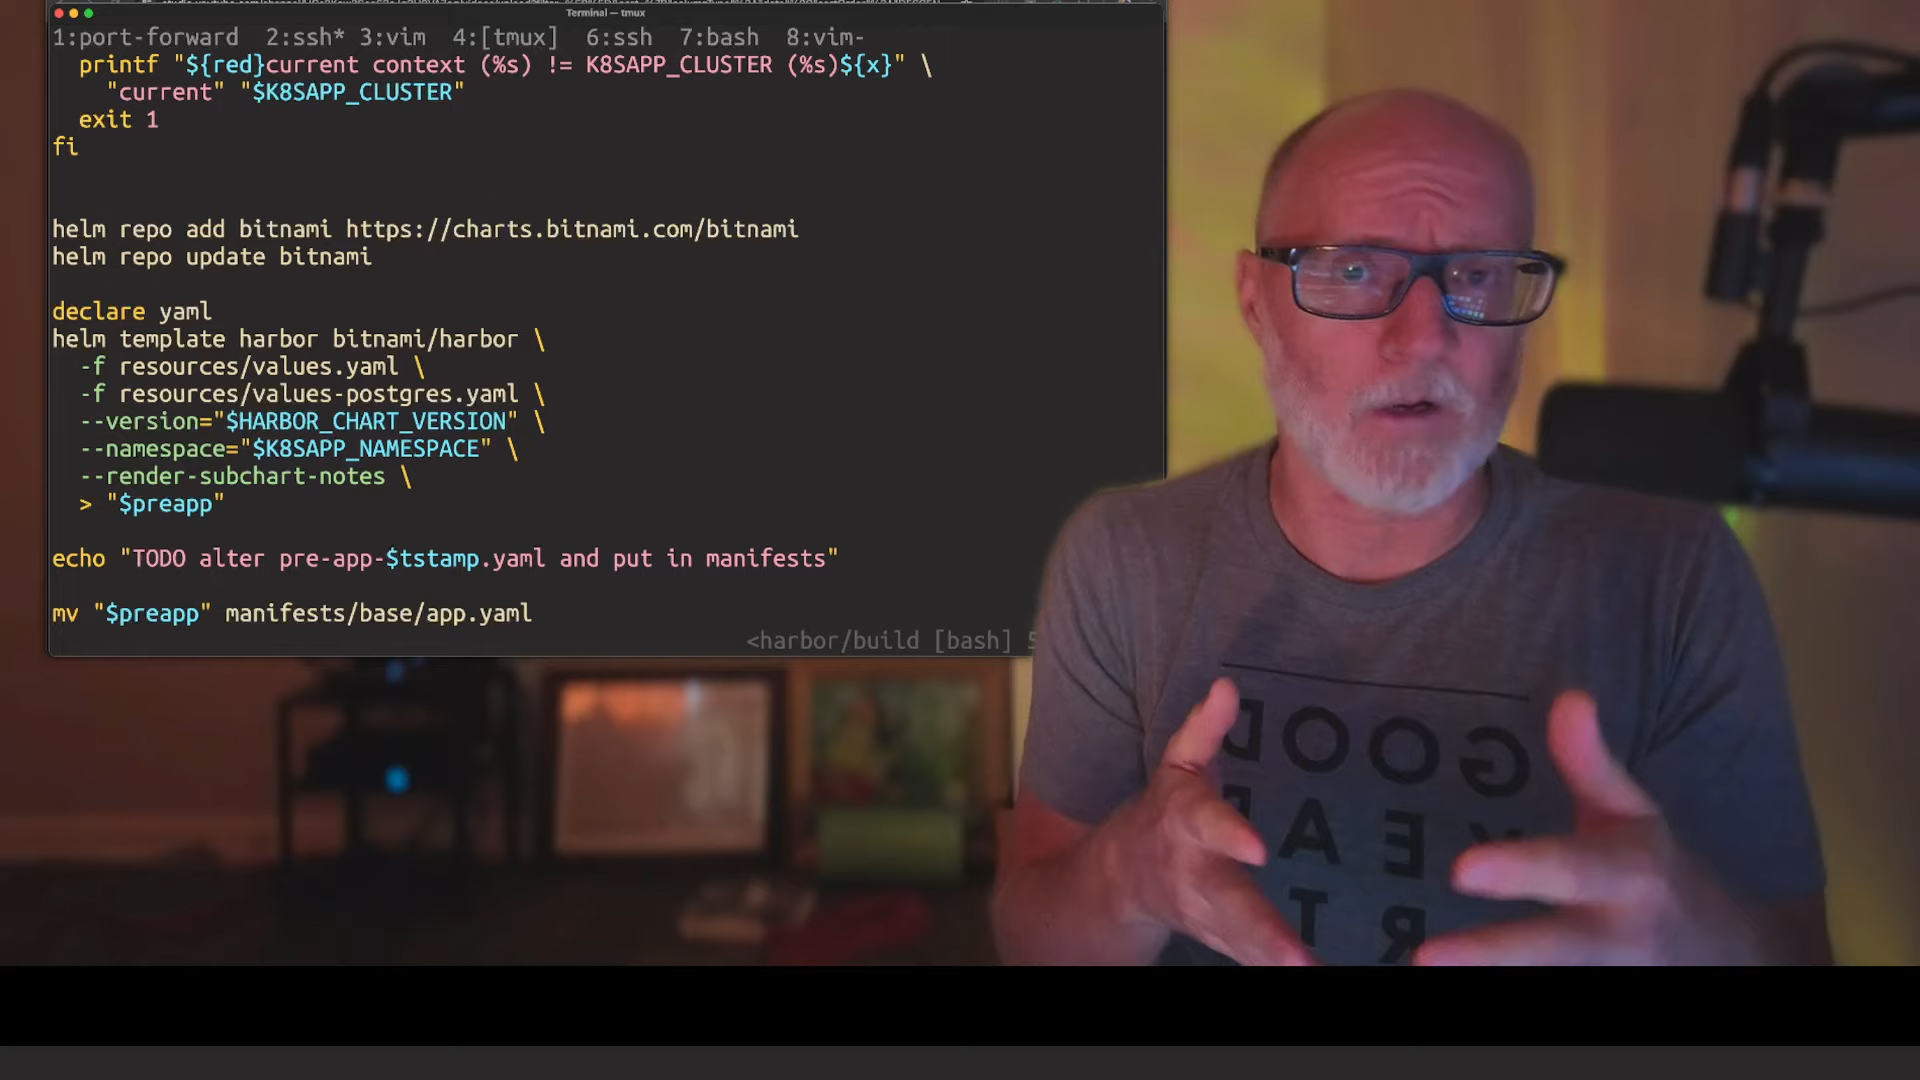 Terminal — tmux
1:port-forward  2:ssh* 3:vim  4:[tmux]  6:ssh  7:bash  8:vim-
  printf "${red}current context (%s) != K8SAPP_CLUSTER (%s)${x}" \
    "current" "$K8SAPP_CLUSTER"
  exit 1
fi
helm repo add bitnami https://charts.bitnami.com/bitnami
helm repo update bitnami
declare yaml
helm template harbor bitnami/harbor \
  -f resources/values.yaml \
  -f resources/values-postgres.yaml \
  --version="$HARBOR_CHART_VERSION" \
  --namespace="$K8SAPP_NAMESPACE" \
  --render-subchart-notes \
  > "$preapp"
echo "TODO alter pre-app-$tstamp.yaml and put in manifests"
mv "$preapp" manifests/base/app.yaml
<harbor/build [bash]
GOOD